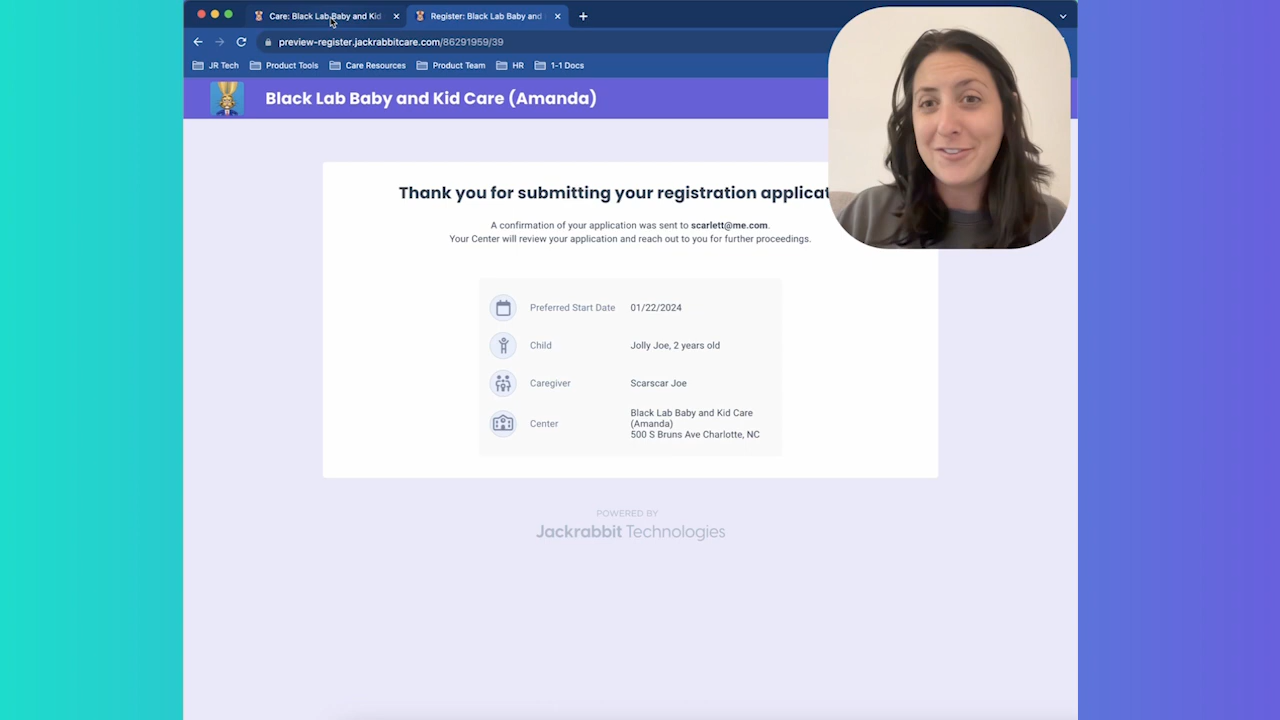 Care: Black Lab Baby and Kid
Register: Black Lab Baby and
preview-register.jackrabbitcare.com/86291959/39
JR Tech
Product Tools
Care Resources
Product Team
HR
1-1 Docs
Black Lab Baby and Kid Care (Amanda)
Thank you for submitting your registration applicat
A confirmation of your application was sent to scarlett@me.com.
Your Center will review your application and reach out to you for further proceedings.
Preferred Start Date 01/22/2024
Child Jolly Joe, 2 years old
Caregiver Scarscar Joe
Center Black Lab Baby and Kid Care
(Amanda)
500 S Bruns Ave Charlotte, NC
POWERED BY
Jackrabbit Technologies